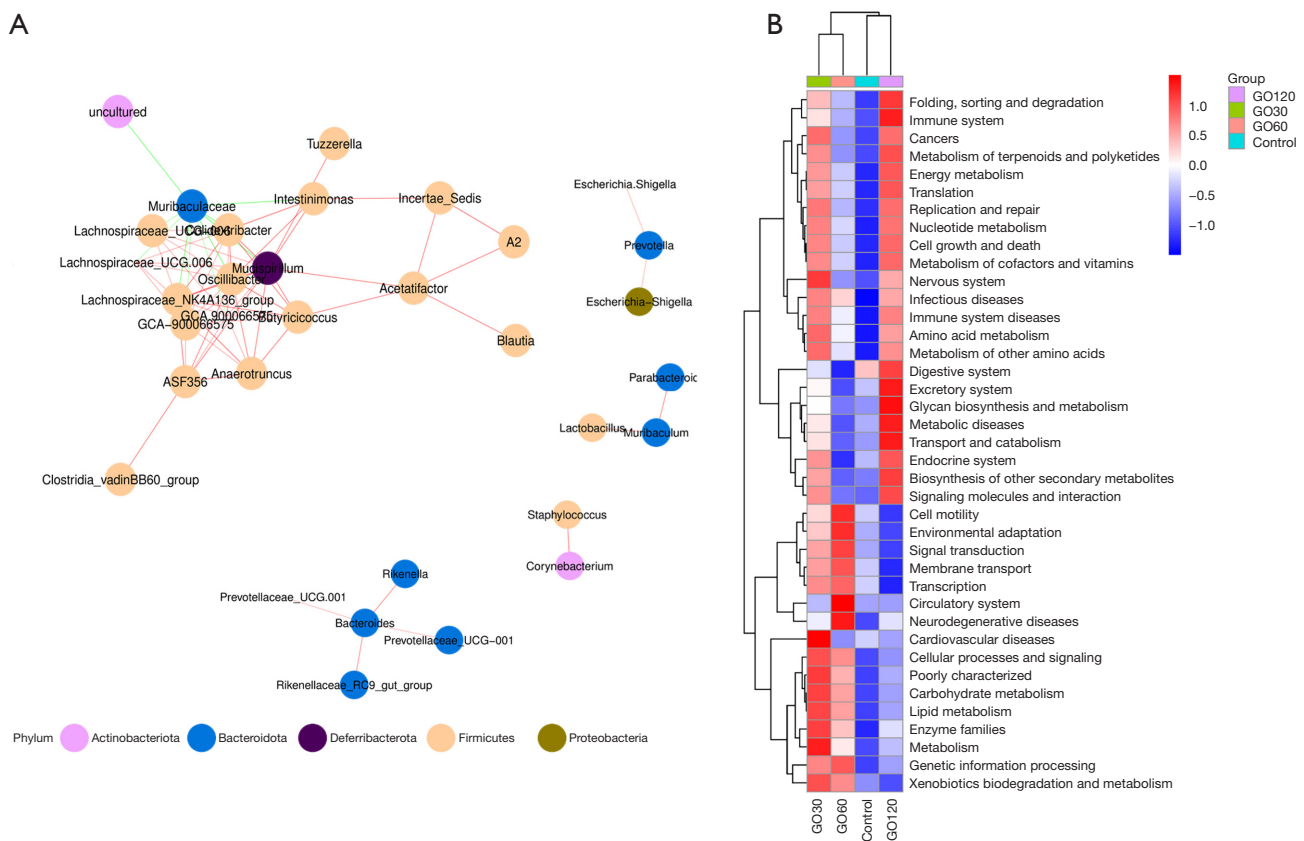 A
uncultured
Tuzzerella
Muribaculaceae
Intestinimonas
Incertae_Sedis
Lachnospiraceae_UCG-006
Colidextribacter
A2
Lachnospiraceae_UCG.006
Mucispirillum
Oscillibacter
Acetatifactor
Lachnospiraceae_NK4A136_group
GCA.900066575
Butyricicoccus
GCA-900066575
Blautia
ASF356
Anaerotruncus
Clostridia_vadinBB60_group
Escherichia.Shigella
Prevotella
Escherichia-Shigella
Parabacteroic
Lactobacillus
Muribaculum
Staphylococcus
Corynebacterium
Rikenella
Prevotellaceae_UCG.001
Bacteroides
Prevotellaceae_UCG-001
Rikenellaceae_RC9_gut_group
Phylum Actinobacteriota Bacteroidota Deferribacterota Firmicutes Proteobacteria
B
Folding, sorting and degradation
Immune system
Cancers
Metabolism of terpenoids and polyketides
Energy metabolism
Translation
Replication and repair
Nucleotide metabolism
Cell growth and death
Metabolism of cofactors and vitamins
Nervous system
Infectious diseases
Immune system diseases
Amino acid metabolism
Metabolism of other amino acids
Digestive system
Excretory system
Glycan biosynthesis and metabolism
Metabolic diseases
Transport and catabolism
Endocrine system
Biosynthesis of other secondary metabolites
Signaling molecules and interaction
Cell motility
Environmental adaptation
Signal transduction
Membrane transport
Transcription
Circulatory system
Neurodegenerative diseases
Cardiovascular diseases
Cellular processes and signaling
Poorly characterized
Carbohydrate metabolism
Lipid metabolism
Enzyme families
Metabolism
Genetic information processing
Xenobiotics biodegradation and metabolism
GO30
GO60
Control
GO120
1.0
0.5
0.0
−0.5
−1.0
Group
GO120
GO30
GO60
Control